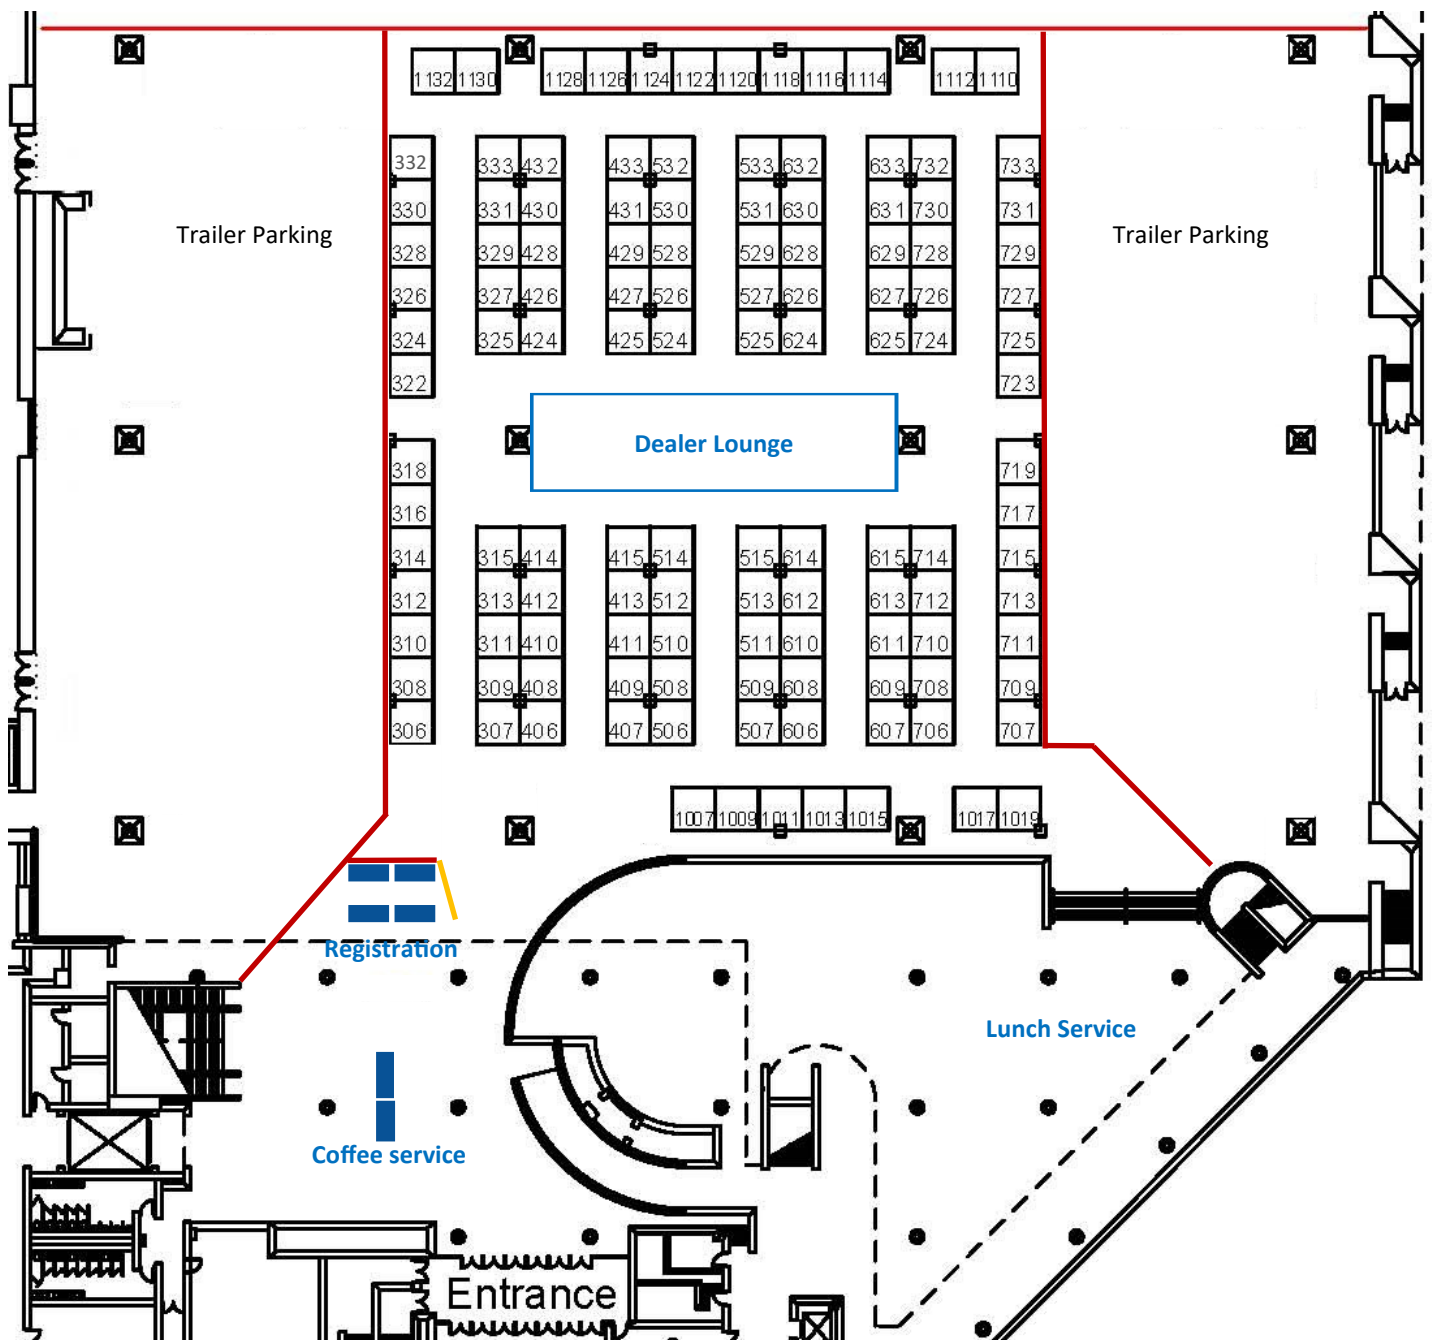 1132 1130 1128 1126 1124 1122 1120 1118 1116 1114 1112 1110
332 333 432 433 532 533 632 633 732 733
330 331 430 431 530 531 630 631 730 731
Trailer Parking Trailer Parking
328 329 428 429 528 529 628 629 728 729
326 327 426 427 526 527 626 627 726 727
324 325 424 425 524 525 624 625 724 725
322 723
Dealer Lounge
318 719
316 717
314 315 414 415 514 515 614 615 714 715
312 313 412 413 512 513 612 613 712 713
310 311 410 411 510 511 610 611 710 711
308 309 408 409 508 509 608 609 708 709
306 307 406 407 506 507 606 607 706 707
1007 1009 1011 1013 1015 1017 1019
Registration
Lunch Service
Coffee service
Entrance